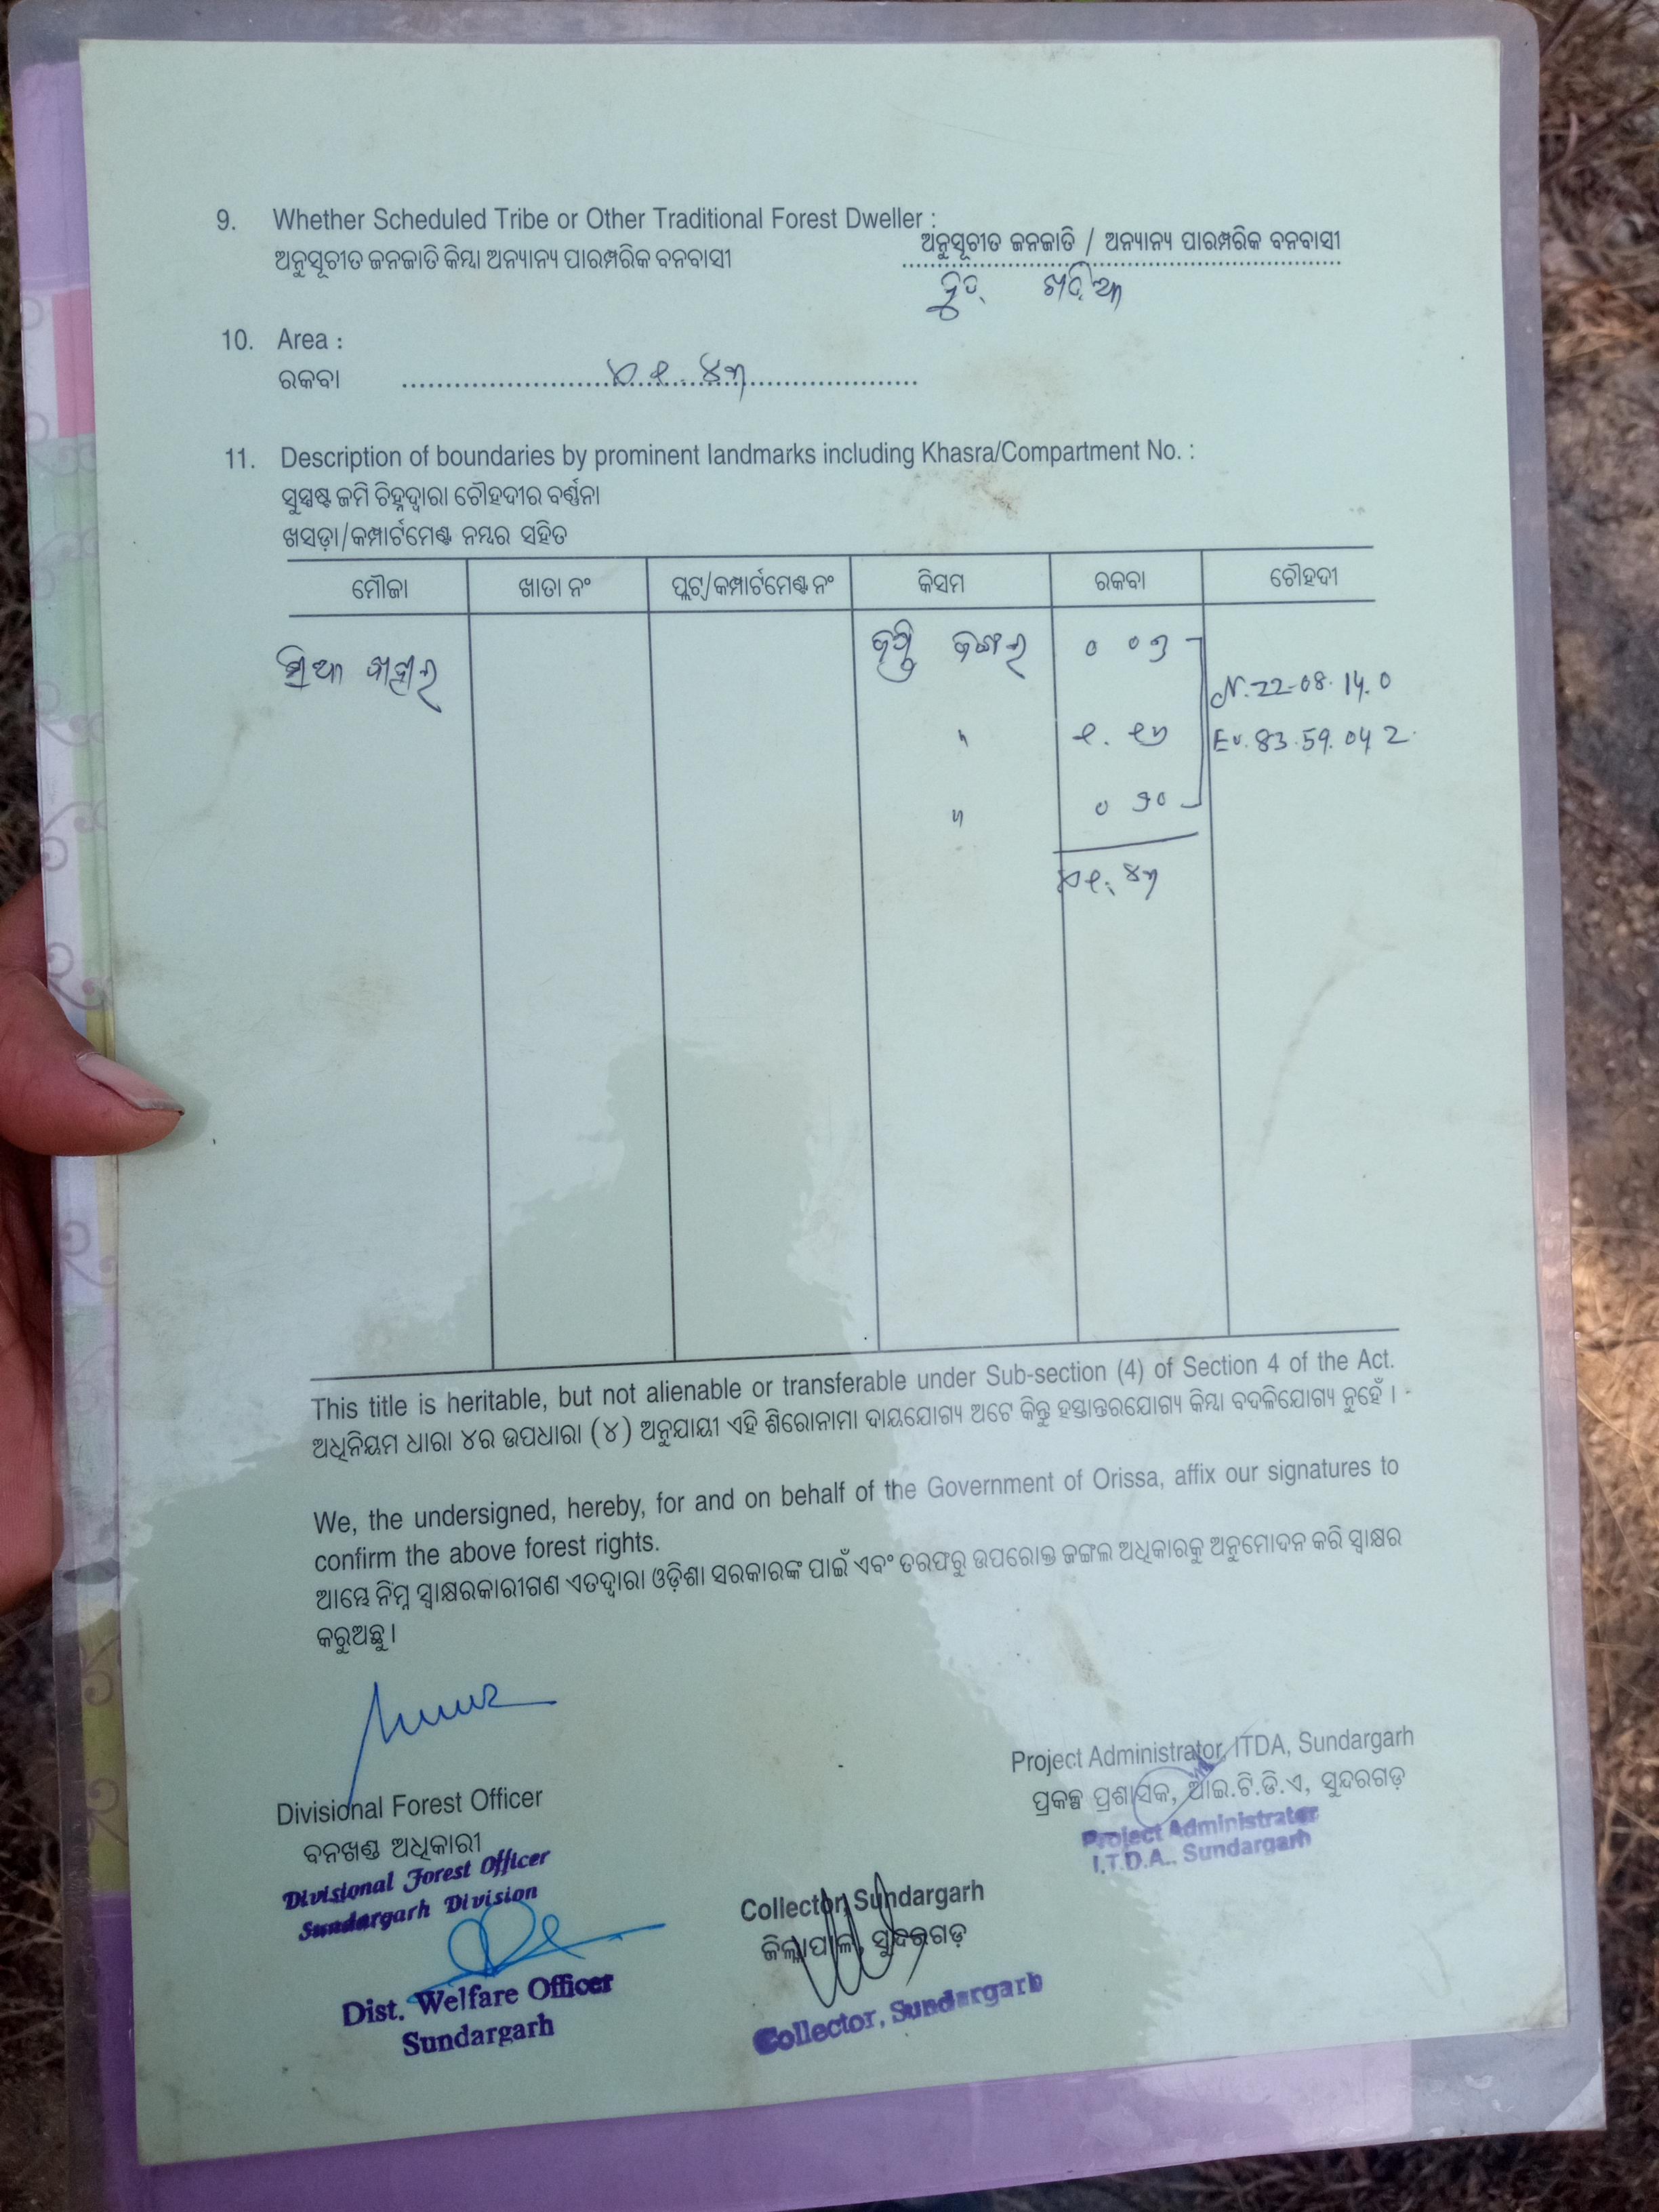 9. Whether Scheduled Tribe or Other Traditional Forest Dweller :
ଅନୁସୂଚୀତ ଜନଜାତି କିମ୍ବା ଅନ୍ୟାନ୍ୟ ପାରମ୍ପରିକ ବନବାସୀ
ଅନୁସୂଚୀତ ଜନଜାତି / ଅନ୍ୟାନ୍ୟ ପାରମ୍ପରିକ ବନବାସୀ
ଖଡ଼ିଆ
10. Area :
ରକବା
୧.୪୩
11. Description of boundaries by prominent landmarks including Khasra/Compartment No. :
ସୁସ୍ପଷ୍ଟ ଜମି ଚିହ୍ନଦ୍ୱାରା ଚୌହଦୀର ବର୍ଣ୍ଣନା
ଖସଡ଼ା/କମ୍ପାର୍ଟମେଣ୍ଟ ନମ୍ବର ସହିତ
ମୌଜା ଖାତା ନଂ ପ୍ଲଟ୍/କମ୍ପାର୍ଟମେଣ୍ଟ ନଂ କିସମ ରକବା ଚୌହଦୀ
ଜଙ୍ଗଲ
N. 22-08. 14. 0
E. 83.59.04 2.
୧.୪୩
This title is heritable, but not alienable or transferable under Sub-section (4) of Section 4 of the Act.
ଅଧିନିୟମ ଧାରା ୪ର ଉପଧାରା (୪) ଅନୁଯାୟୀ ଏହି ଶିରୋନାମା ଦାୟଯୋଗ୍ୟ ଅଟେ କିନ୍ତୁ ହସ୍ତାନ୍ତରଯୋଗ୍ୟ କିମ୍ବା ବଦଳିଯୋଗ୍ୟ ନୁହେଁ ।
We, the undersigned, hereby, for and on behalf of the Government of Orissa, affix our signatures to
confirm the above forest rights.
ଆମ୍ଭେ ନିମ୍ନ ସ୍ୱାକ୍ଷରକାରୀଗଣ ଏତଦ୍ୱାରା ଓଡ଼ିଶା ସରକାରଙ୍କ ପାଇଁ ଏବଂ ତରଫରୁ ଉପରୋକ୍ତ ଜଙ୍ଗଲ ଅଧିକାରକୁ ଅନୁମୋଦନ କରି ସ୍ୱାକ୍ଷର
କରୁଅଛୁ ।
Project Administrator, ITDA, Sundargarh
ପ୍ରକଳ୍ପ ପ୍ରଶାସକ, ଆଇ.ଟି.ଡି.ଏ, ସୁନ୍ଦରଗଡ଼
Project Administrator
I.T.D.A., Sundargarh
Divisional Forest Officer
ବନଖଣ୍ଡ ଅଧିକାରୀ
Divisional Forest Officer
Sundargarh Division
Dist. Welfare Officer
Sundargarh
Collector, Sundargarh
ଜିଲ୍ଲାପାଳ, ସୁନ୍ଦରଗଡ଼
Collector, Sundargarh